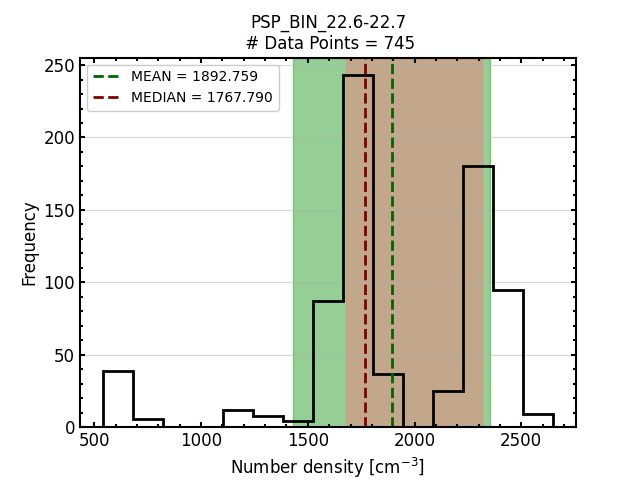 PSP_BIN_22.6-22.7
# Data Points = 745
MEAN = 1892.759
MEDIAN = 1767.790
Frequency
250
200
150
100
50
0
500 1000 1500 2000 2500
Number density [cm⁻³]